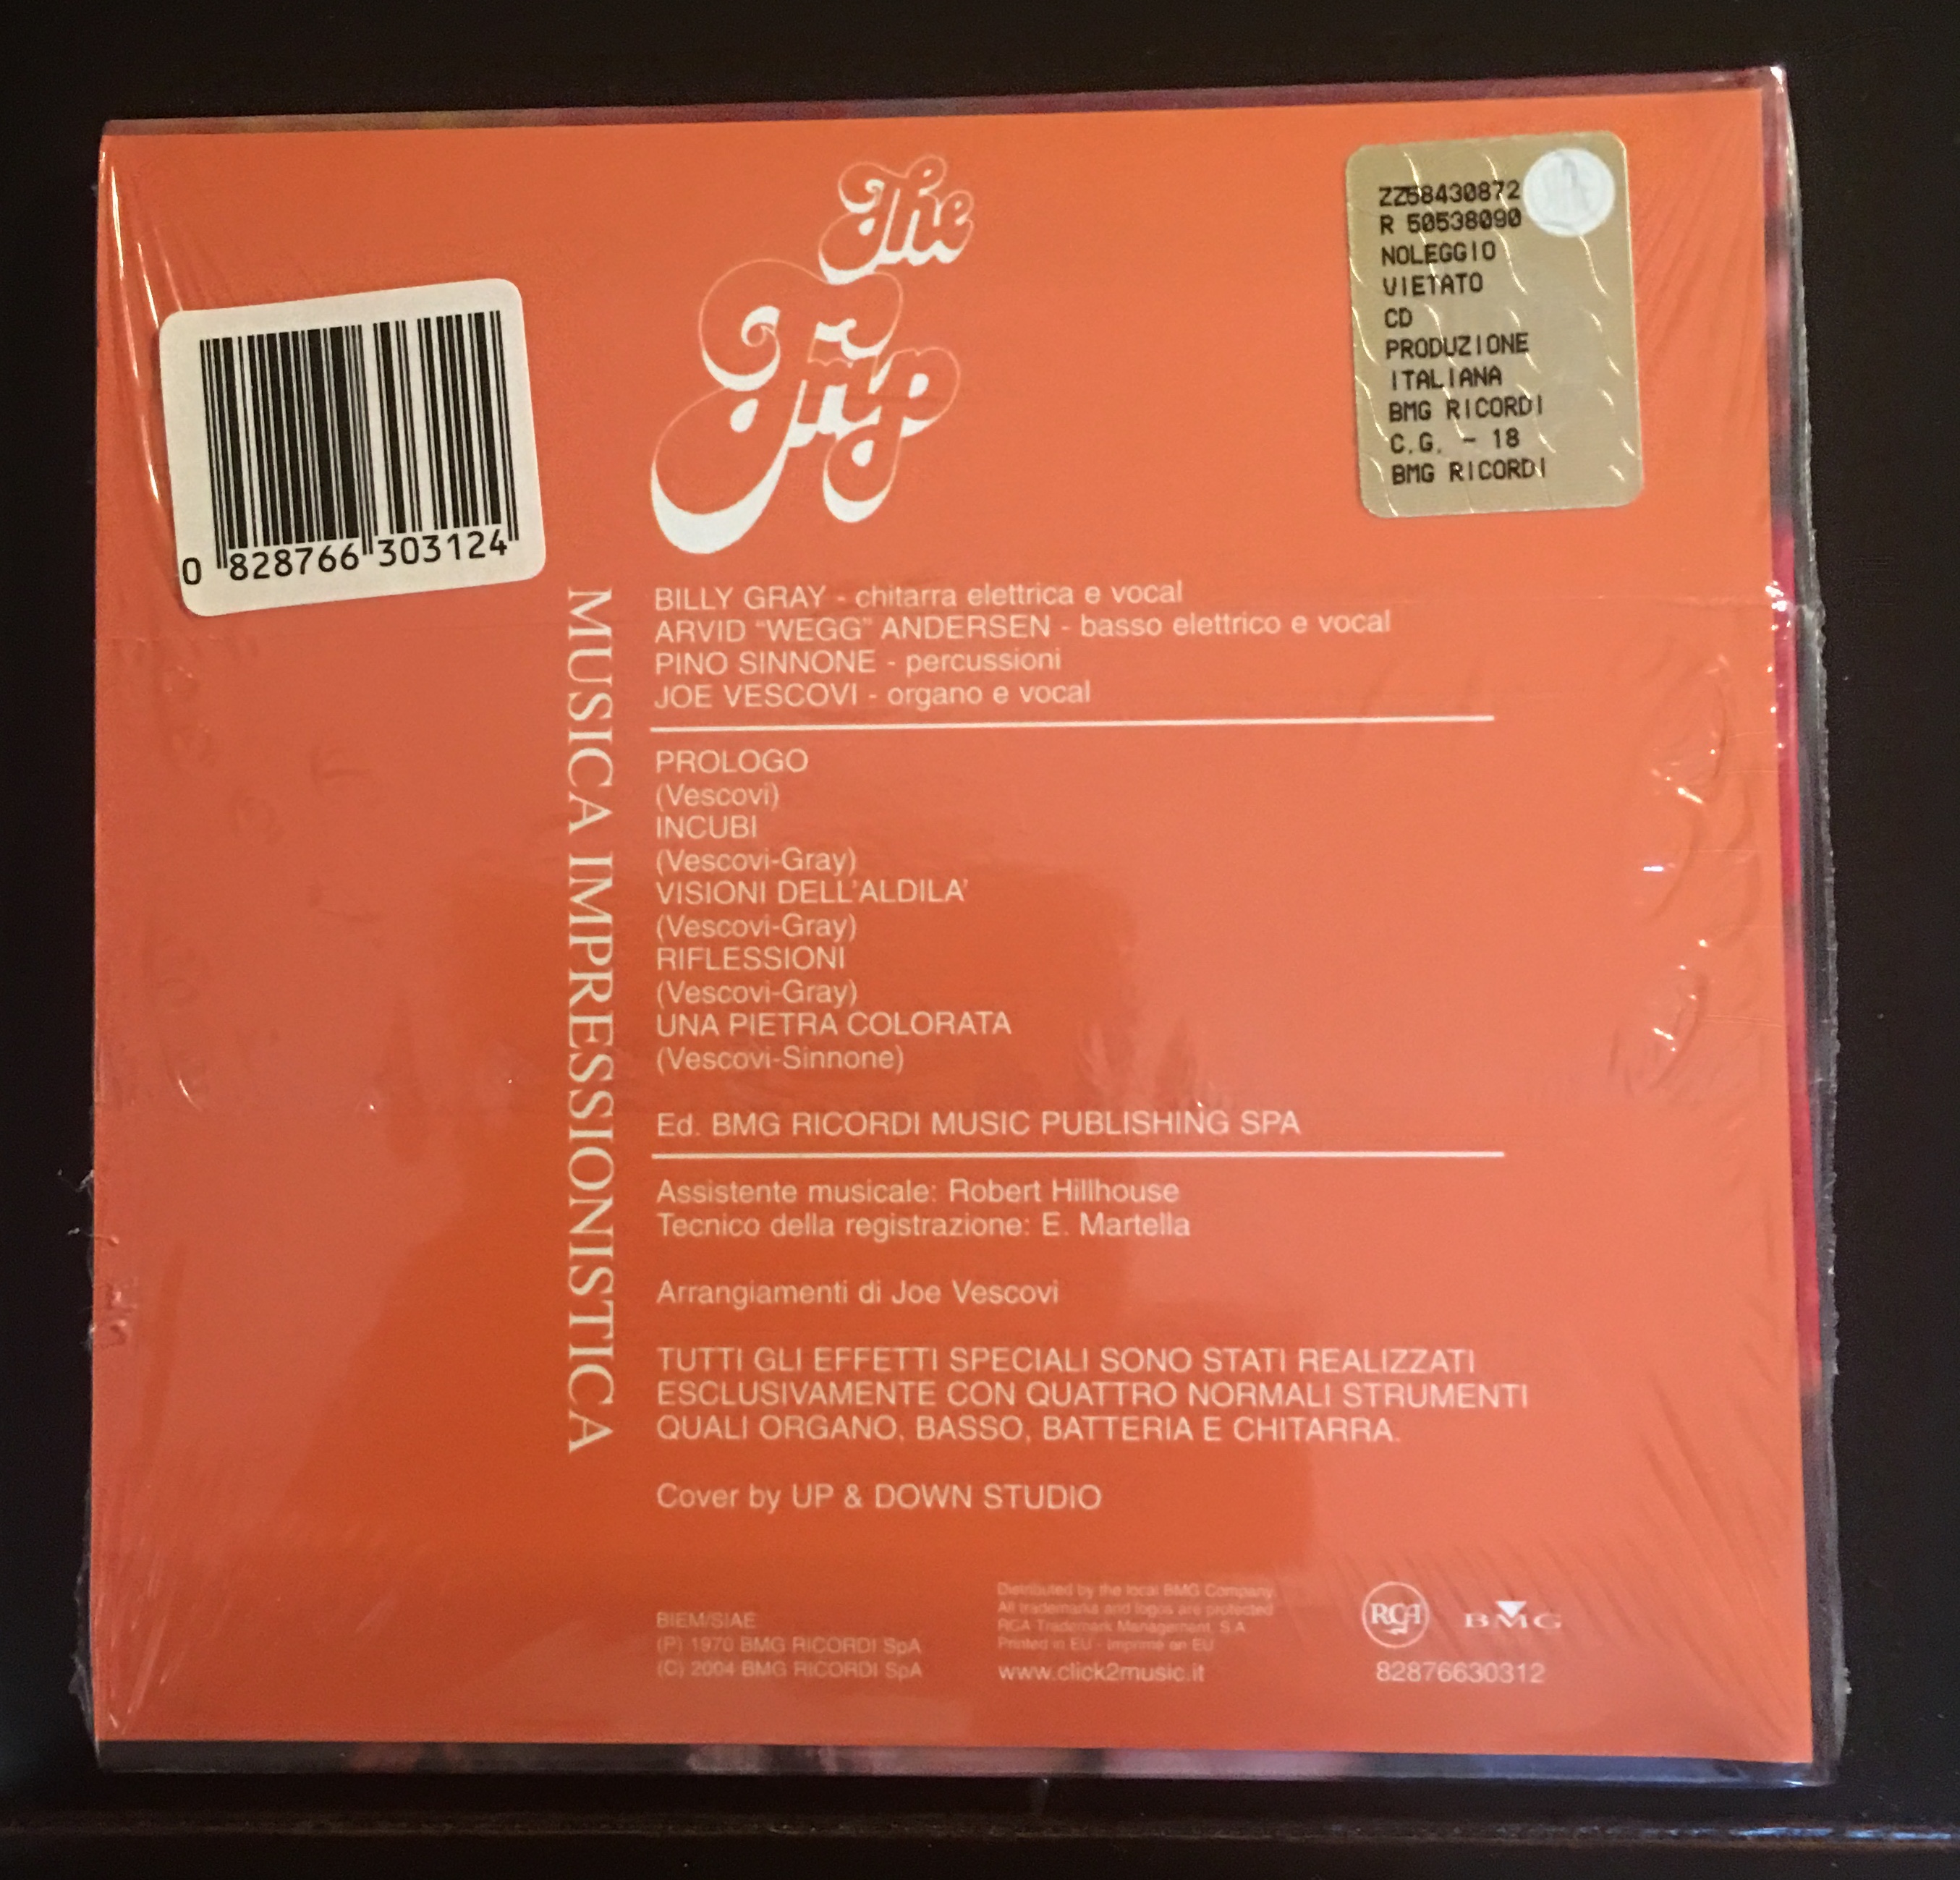 The
Trip
ZZ58430872
R 50538090
NOLEGGIO
VIETATO
CD
PRODUZIONE
ITALIANA
BMG RICORDI
C.G. - 18
BMG RICORDI
0 828766 303124
MUSICA IMPRESSIONISTICA
BILLY GRAY - chitarra elettrica e vocal
ARVID "WEGG" ANDERSEN - basso elettrico e vocal
PINO SINNONE - percussioni
JOE VESCOVI - organo e vocal
PROLOGO
(Vescovi)
INCUBI
(Vescovi-Gray)
VISIONI DELL'ALDILA'
(Vescovi-Gray)
RIFLESSIONI
(Vescovi-Gray)
UNA PIETRA COLORATA
(Vescovi-Sinnone)
Ed. BMG RICORDI MUSIC PUBLISHING SPA
Assistente musicale: Robert Hillhouse
Tecnico della registrazione: E. Martella
Arrangiamenti di Joe Vescovi
TUTTI GLI EFFETTI SPECIALI SONO STATI REALIZZATI
ESCLUSIVAMENTE CON QUATTRO NORMALI STRUMENTI
QUALI ORGANO, BASSO, BATTERIA E CHITARRA.
Cover by UP & DOWN STUDIO
BIEM/SIAE
(P) 1970 BMG RICORDI SpA
(C) 2004 BMG RICORDI SpA
Distributed by the local BMG Company
All trademarks and logos are protected
RCA Trademark Management, S.A
Printed in EU - Imprimé en EU
www.click2music.it
RCA
BMG
82876630312